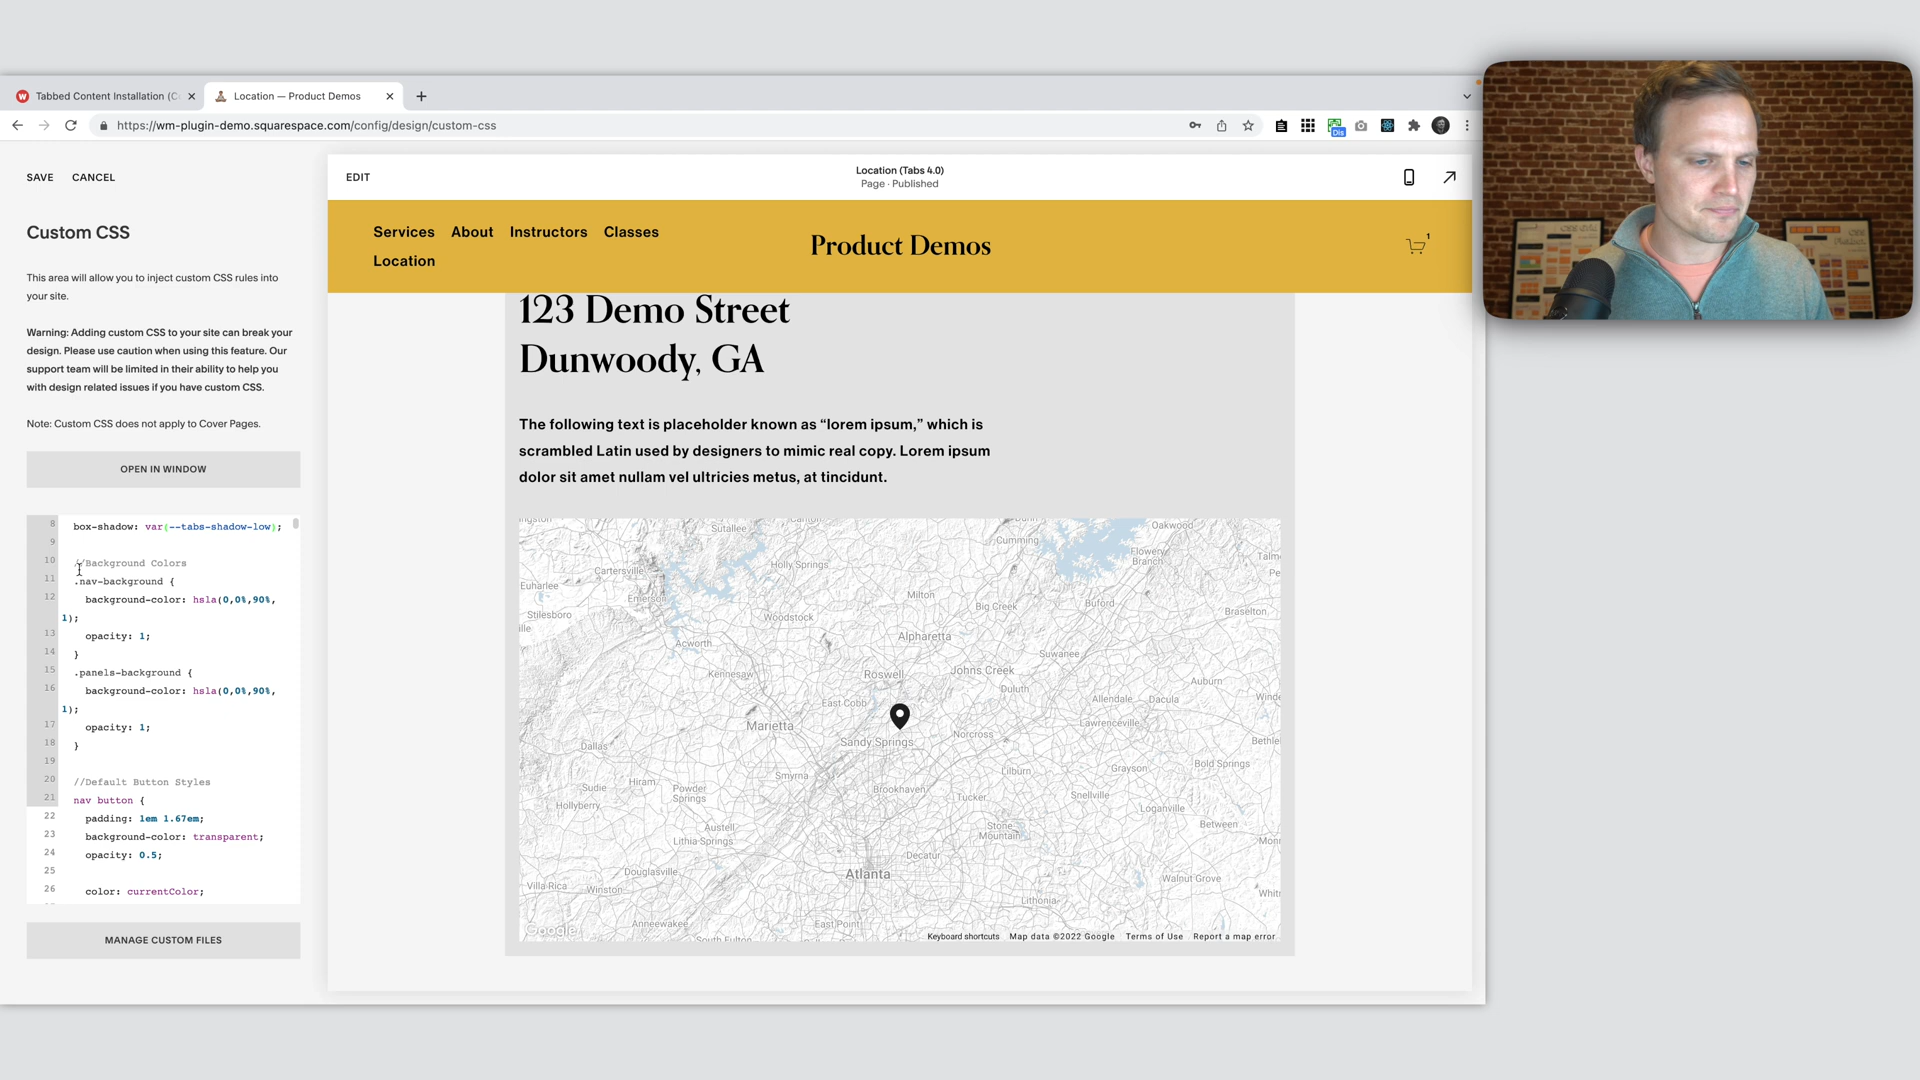 Tabbed Content Installation (C
Location — Product Demos
https://wm-plugin-demo.squarespace.com/config/design/custom-css
Dis
SAVE
CANCEL
Custom CSS
This area will allow you to inject custom CSS rules into
your site.
Warning: Adding custom CSS to your site can break your
design. Please use caution when using this feature. Our
support team will be limited in their ability to help you
with design related issues if you have custom CSS.
Note: Custom CSS does not apply to Cover Pages.
OPEN IN WINDOW
8 box-shadow: var(--tabs-shadow-low);
9
10 //Background Colors
11 .nav-background {
12 background-color: hsla(0,0%,90%,
1);
13 opacity: 1;
14 }
15 .panels-background {
16 background-color: hsla(0,0%,90%,
1);
17 opacity: 1;
18 }
19
20 //Default Button Styles
21 nav button {
22 padding: 1em 1.67em;
23 background-color: transparent;
24 opacity: 0.5;
25
26 color: currentColor;
MANAGE CUSTOM FILES
EDIT
Location (Tabs 4.0)
Page · Published
Services About Instructors Classes
Location
Product Demos
1
123 Demo Street
Dunwoody, GA
The following text is placeholder known as “lorem ipsum,” which is
scrambled Latin used by designers to mimic real copy. Lorem ipsum
dolor sit amet nullam vel ultricies metus, at tincidunt.
Sutallee
Cumming
Oakwood
Flowery
Branch
Cartersville
Holly Springs
Euharlee
Emerson
Milton
Big Creek
Buford
Braselton
Stilesboro
Woodstock
Acworth
Alpharetta
Suwanee
Kennesaw
Roswell
Johns Creek
Duluth
Auburn
East Cobb
Allendale
Dacula
Marietta
Lawrenceville
Sandy Springs
Norcross
Dallas
Smyrna
Lilburn
Grayson
Bold Springs
Hiram
Powder
Springs
Brookhaven
Sudie
Tucker
Snellville
Loganville
Hollyberry
Austell
Stone
Mountain
Between
Lithia Springs
Decatur
Douglasville
Atlanta
Walnut Grove
Villa Rica
Winston
Lithonia
Anneewakee
East Point
South Fulton
Conyers
Google
Keyboard shortcuts
Map data ©2022 Google
Terms of Use
Report a map error